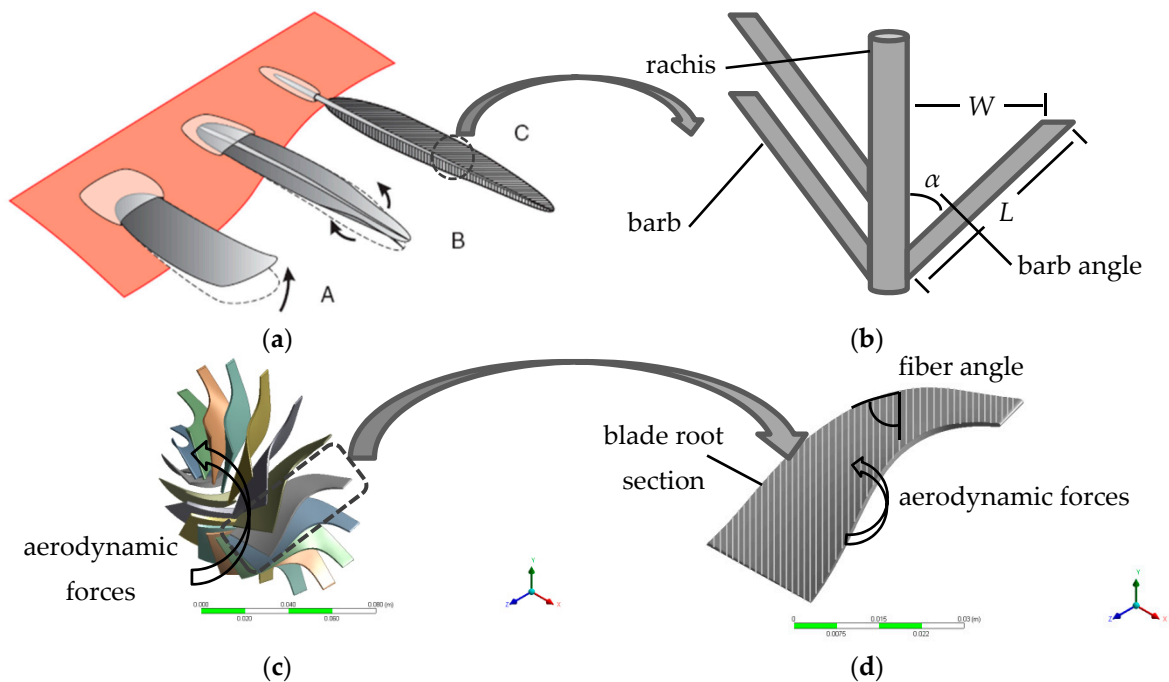 A
B
C
(a)
rachis
W
α
L
barb
barb angle
(b)
aerodynamic
forces
0.000
0.040
0.080 (m)
0.020
0.060
Y
Z
X
(c)
fiber angle
blade root
section
aerodynamic forces
0
0.015
0.03 (m)
0.0075
0.022
Y
Z
X
(d)